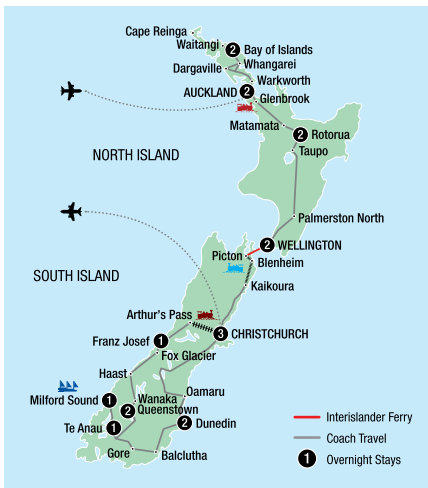 Cape Reinga
Waitangi
2 Bay of Islands
Whangarei
Dargaville
Warkworth
AUCKLAND 2
Glenbrook
Matamata
2 Rotorua
Taupo
NORTH ISLAND
Palmerston North
2 WELLINGTON
Picton
Blenheim
SOUTH ISLAND
Kaikoura
Arthur's Pass
3 CHRISTCHURCH
Franz Josef 1
Fox Glacier
Haast
Oamaru
Milford Sound 1
Wanaka
2 Queenstown
Te Anau 1
2 Dunedin
Gore
Balclutha
Interislander Ferry
Coach Travel
1 Overnight Stays